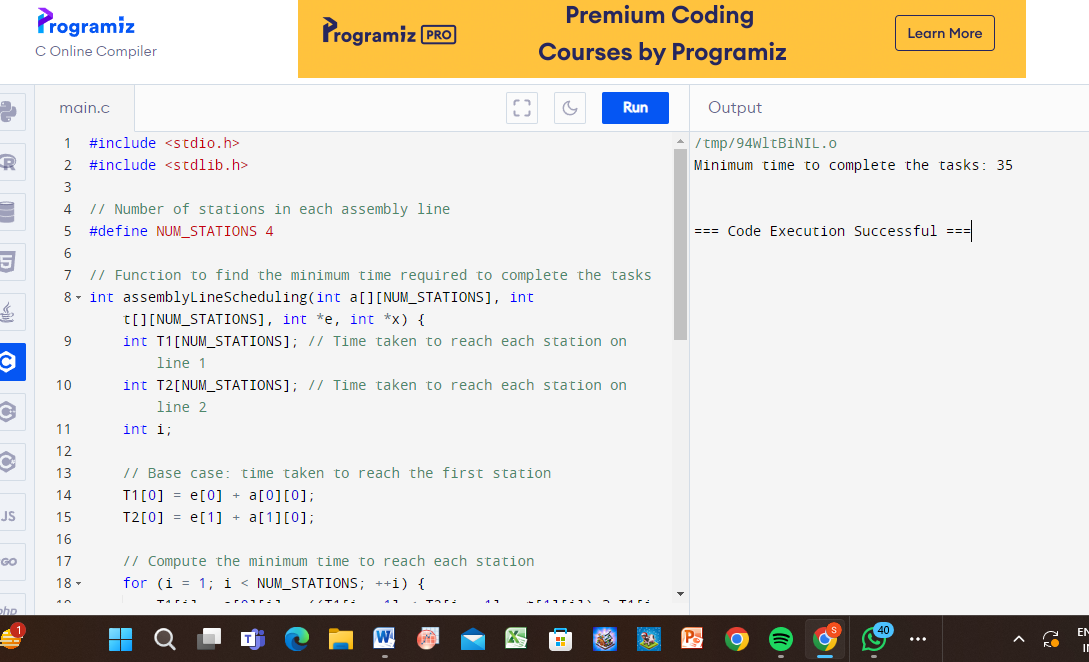 Programiz
C Online Compiler
Programiz PRO
Premium Coding
Courses by Programiz
Learn More
main.c
Run
Output
1 #include <stdio.h>
2 #include <stdlib.h>
3
4 // Number of stations in each assembly line
5 #define NUM_STATIONS 4
6
7 // Function to find the minimum time required to complete the tasks
8 int assemblyLineScheduling(int a[][NUM_STATIONS], int
t[][NUM_STATIONS], int *e, int *x) {
9 int T1[NUM_STATIONS]; // Time taken to reach each station on
line 1
10 int T2[NUM_STATIONS]; // Time taken to reach each station on
line 2
11 int i;
12
13 // Base case: time taken to reach the first station
14 T1[0] = e[0] + a[0][0];
15 T2[0] = e[1] + a[1][0];
16
17 // Compute the minimum time to reach each station
18 for (i = 1; i < NUM_STATIONS; ++i) {
/tmp/94WltBiNIL.o
Minimum time to complete the tasks: 35
=== Code Execution Successful ===
R
5
JS
GO
php
1
S
40
EN
IN